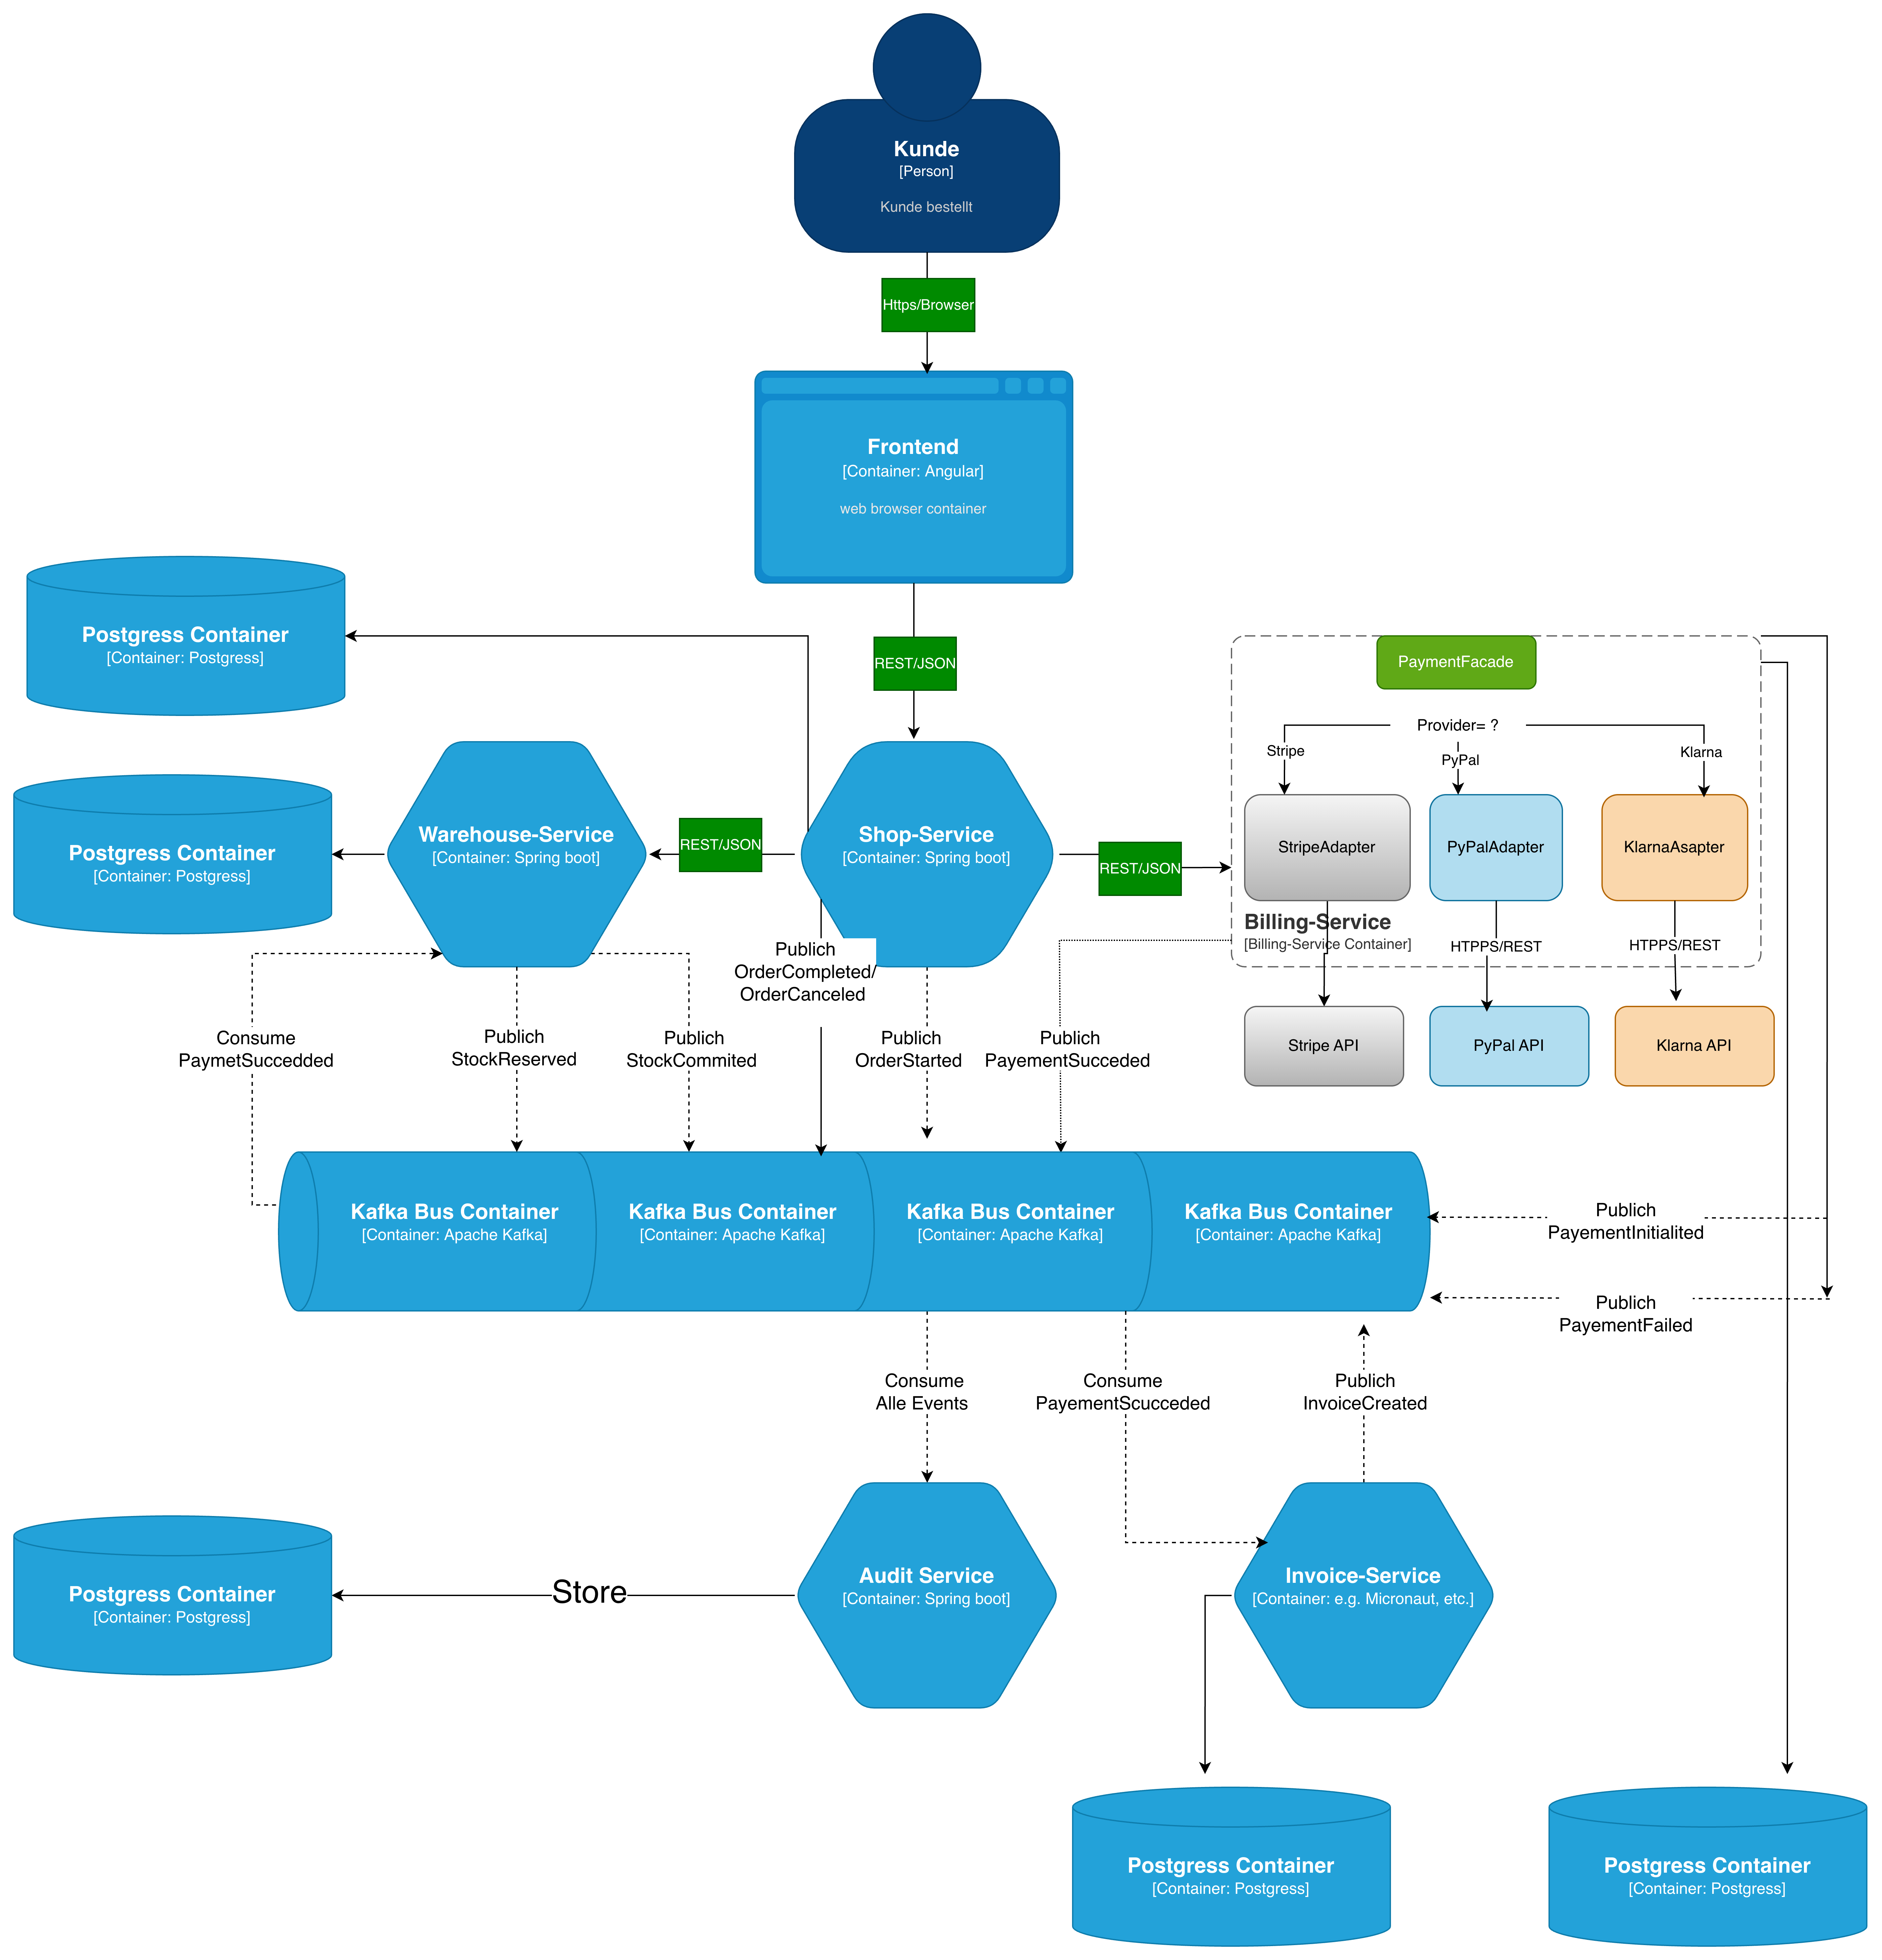 Kunde
[Person]
Kunde bestellt
Https/Browser
Frontend
[Container: Angular]
web browser container
Postgress Container
[Container: Postgress]
REST/JSON
PaymentFacade
Provider= ?
Stripe
PyPal
Klarna
Postgress Container
[Container: Postgress]
Warehouse-Service
[Container: Spring boot]
REST/JSON
Shop-Service
[Container: Spring boot]
REST/JSON
StripeAdapter
PyPalAdapter
KlarnaAsapter
Billing-Service
[Billing-Service Container]
HTPPS/REST
HTPPS/REST
Publich
OrderCompleted/
OrderCanceled
Consume
PaymetSuccedded
Publich
StockReserved
Publich
StockCommited
Publich
OrderStarted
Publich
PayementSucceded
Stripe API
PyPal API
Klarna API
Kafka Bus Container
[Container: Apache Kafka]
Kafka Bus Container
[Container: Apache Kafka]
Kafka Bus Container
[Container: Apache Kafka]
Kafka Bus Container
[Container: Apache Kafka]
Publich
PayementInitialited
Publich
PayementFailed
Consume
Alle Events
Consume
PayementScucceded
Publich
InvoiceCreated
Postgress Container
[Container: Postgress]
Store
Audit Service
[Container: Spring boot]
Invoice-Service
[Container: e.g. Micronaut, etc.]
Postgress Container
[Container: Postgress]
Postgress Container
[Container: Postgress]